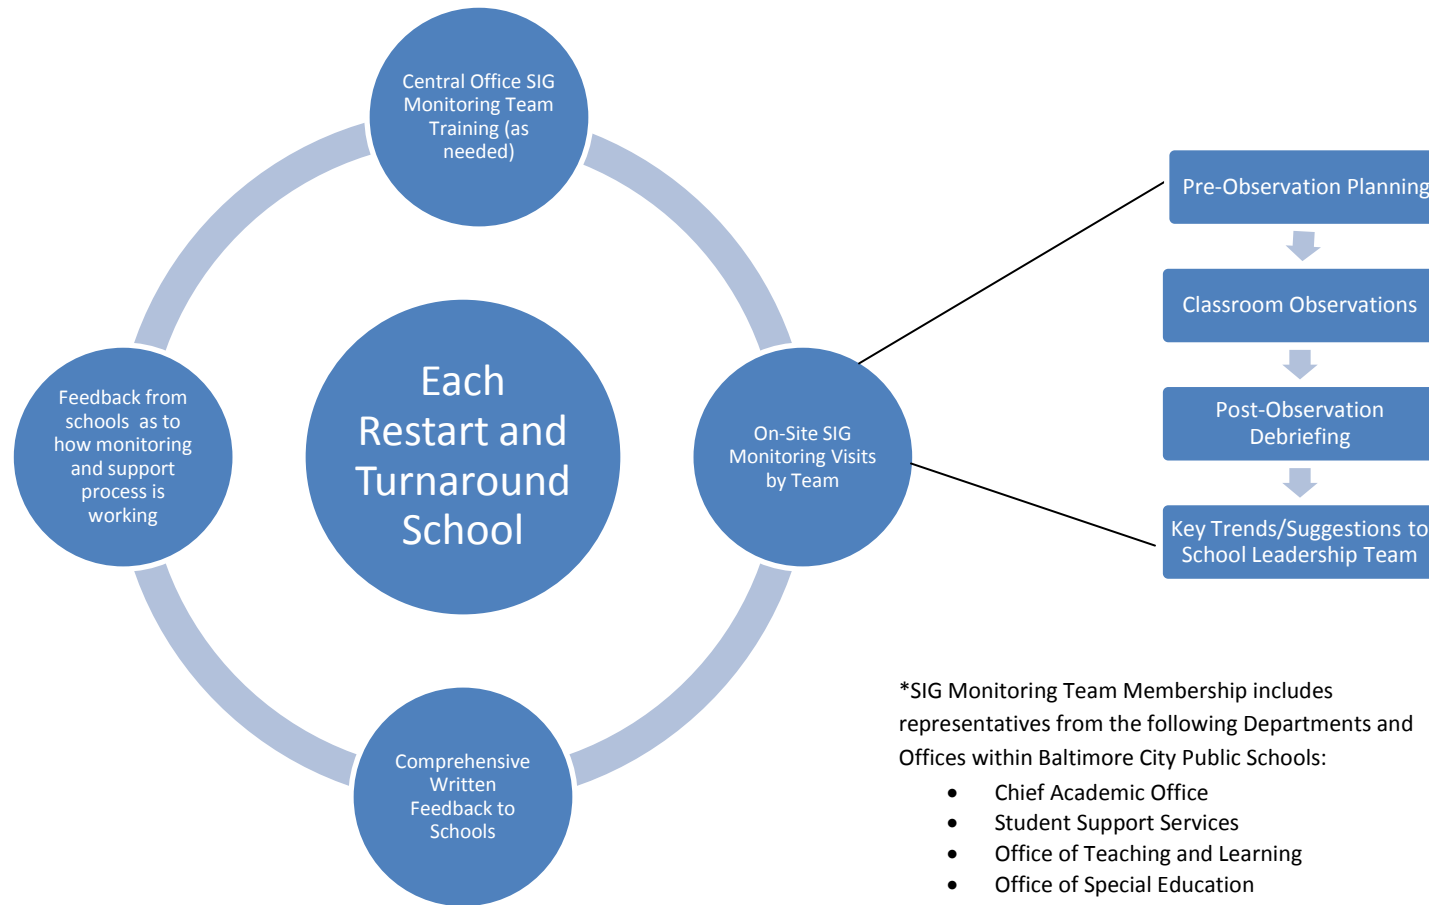 Central Office SIG
Monitoring Team
Training (as
needed)
Each
Restart and
Turnaround
School
Feedback from
schools as to
how monitoring
and support
process is
working
On-Site SIG
Monitoring Visits
by Team
Comprehensive
Written
Feedback to
Schools
Pre-Observation Planning
Classroom Observations
Post-Observation
Debriefing
Key Trends/Suggestions to
School Leadership Team
*SIG Monitoring Team Membership includes
representatives from the following Departments and
Offices within Baltimore City Public Schools:
• Chief Academic Office
• Student Support Services
• Office of Teaching and Learning
• Office of Special Education